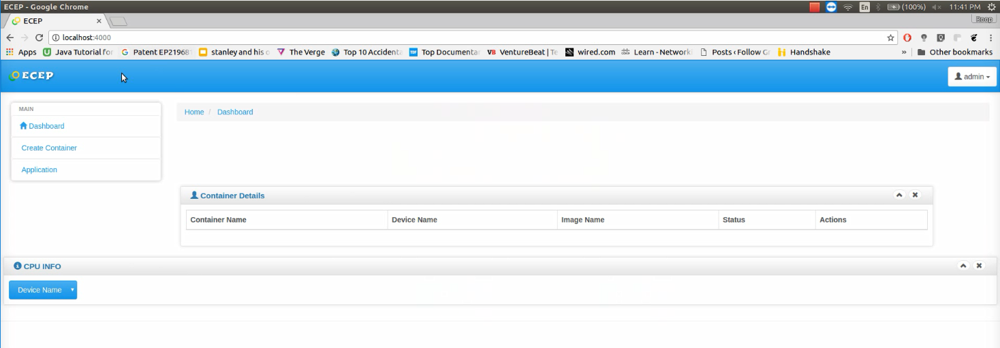 ECEP - Google Chrome
En (100%) 11:41 PM
ECEP
Roop
localhost:4000
Apps Java Tutorial for Patent EP21968 stanley and his The Verge Top 10 Accident Top Documenta VentureBeat | Te wired.com Learn - Network Posts ‹ Follow Gr Handshake » Other bookmarks
ECEP
admin
MAIN
Home / Dashboard
Dashboard
Create Container
Application
Container Details
Container Name Device Name Image Name Status Actions
CPU INFO
Device Name